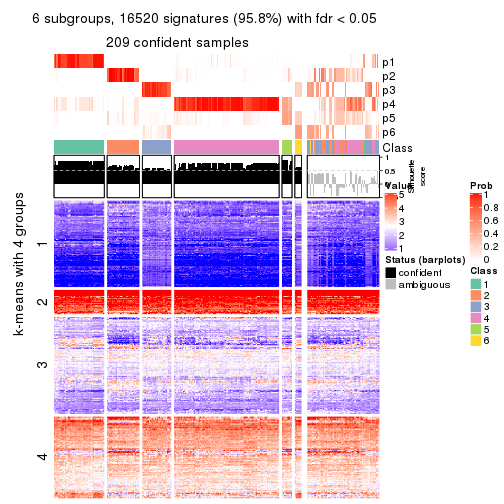 6 subgroups, 16520 signatures (95.8%) with fdr < 0.05
209 confident samples
p1
p2
p3
p4
p5
p6
Class
1
0.5
0
Silhouette
score
k-means with 4 groups
1
2
3
4
Value
5
4
3
2
1
Status (barplots)
confident
ambiguous
Prob
1
0.8
0.6
0.4
0.2
0
Class
1
2
3
4
5
6